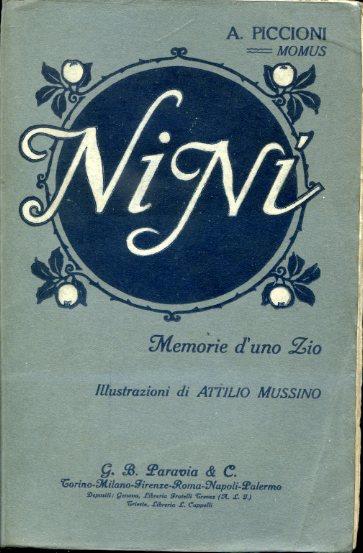 A. PICCIONI
MOMUS
NiNí
Memorie d'uno Zio
Illustrazioni di ATTILIO MUSSINO
G. B. Paravia & C.
Torino-Milano-Firenze-Roma-Napoli-Palermo
Depositi: Genova, Libreria Fratelli Treves (A. L. I.)
Trieste, Libreria L. Cappelli